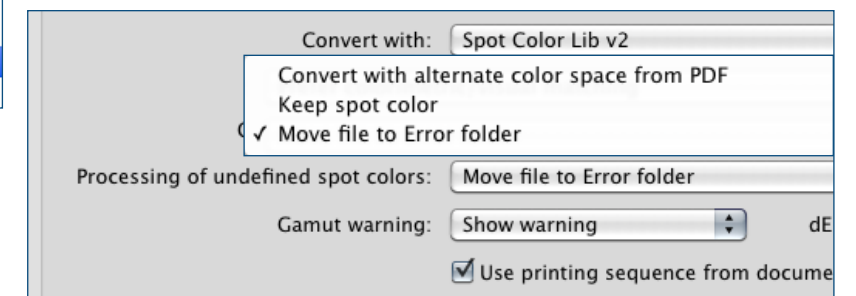 Convert with: Spot Color Lib v2
Convert with alternate color space from PDF
Keep spot color
✓ Move file to Error folder
Processing of undefined spot colors: Move file to Error folder
Gamut warning: Show warning dE
Use printing sequence from docume